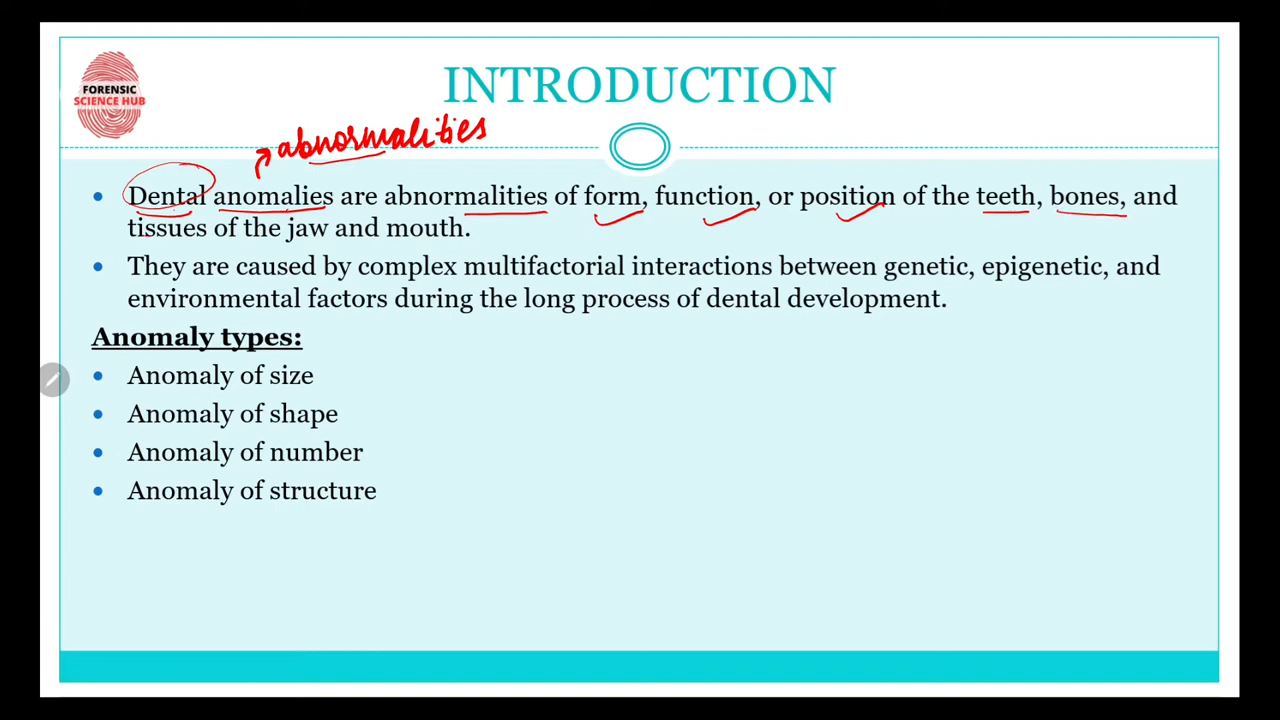 FORENSIC
SCIENCE HUB
INTRODUCTION
abnormalities
• Dental anomalies are abnormalities of form, function, or position of the teeth, bones, and
tissues of the jaw and mouth.
• They are caused by complex multifactorial interactions between genetic, epigenetic, and
environmental factors during the long process of dental development.
Anomaly types:
• Anomaly of size
• Anomaly of shape
• Anomaly of number
• Anomaly of structure